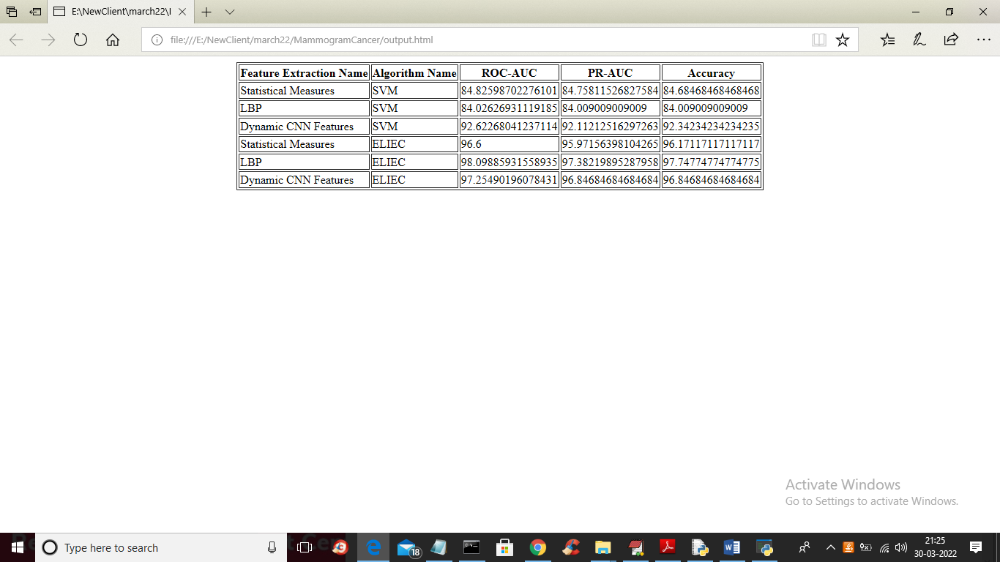 E:\NewClient\march22\I
file:///E:/NewClient/march22/MammogramCancer/output.html
Feature Extraction Name Algorithm Name ROC-AUC PR-AUC Accuracy
Statistical Measures SVM 84.82598702276101 84.75811526827584 84.68468468468468
LBP SVM 84.02626931119185 84.009009009009 84.009009009009
Dynamic CNN Features SVM 92.62268041237114 92.11212516297263 92.34234234234235
Statistical Measures ELIEC 96.6 95.97156398104265 96.17117117117117
LBP ELIEC 98.09885931558935 97.38219895287958 97.74774774774775
Dynamic CNN Features ELIEC 97.25490196078431 96.84684684684684 96.84684684684684
Activate Windows
Go to Settings to activate Windows.
Type here to search
18
21:25
30-03-2022